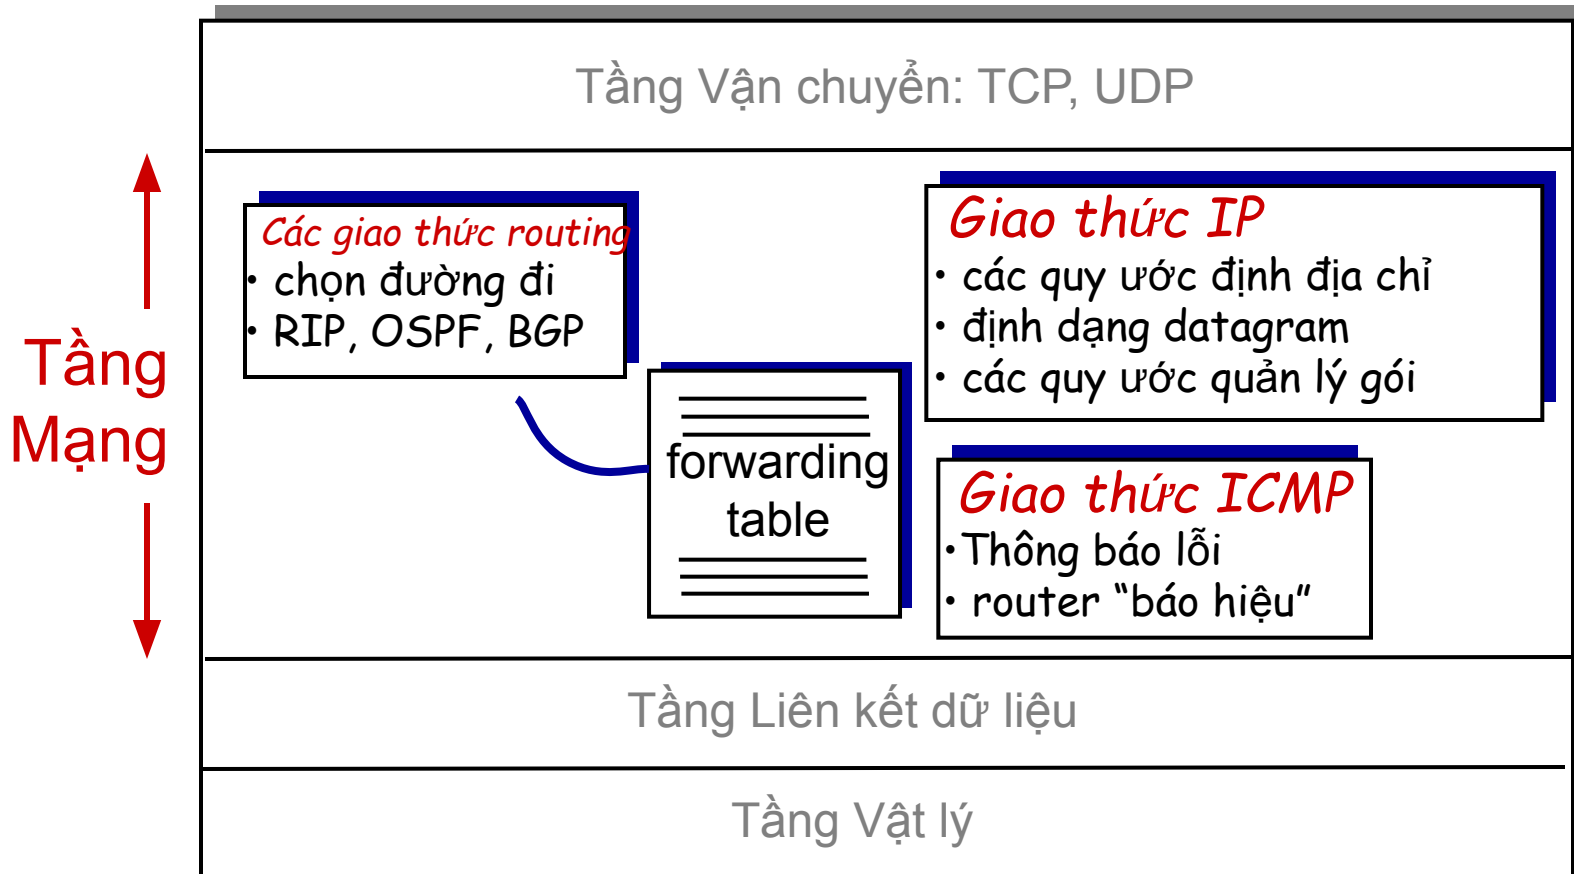 Tầng Vận chuyển: TCP, UDP
Tầng
Mạng
Các giao thức routing
• chọn đường đi
• RIP, OSPF, BGP
forwarding
table
Giao thức IP
• các quy ước định địa chỉ
• định dạng datagram
• các quy ước quản lý gói
Giao thức ICMP
•Thông báo lỗi
• router “báo hiệu”
Tầng Liên kết dữ liệu
Tầng Vật lý